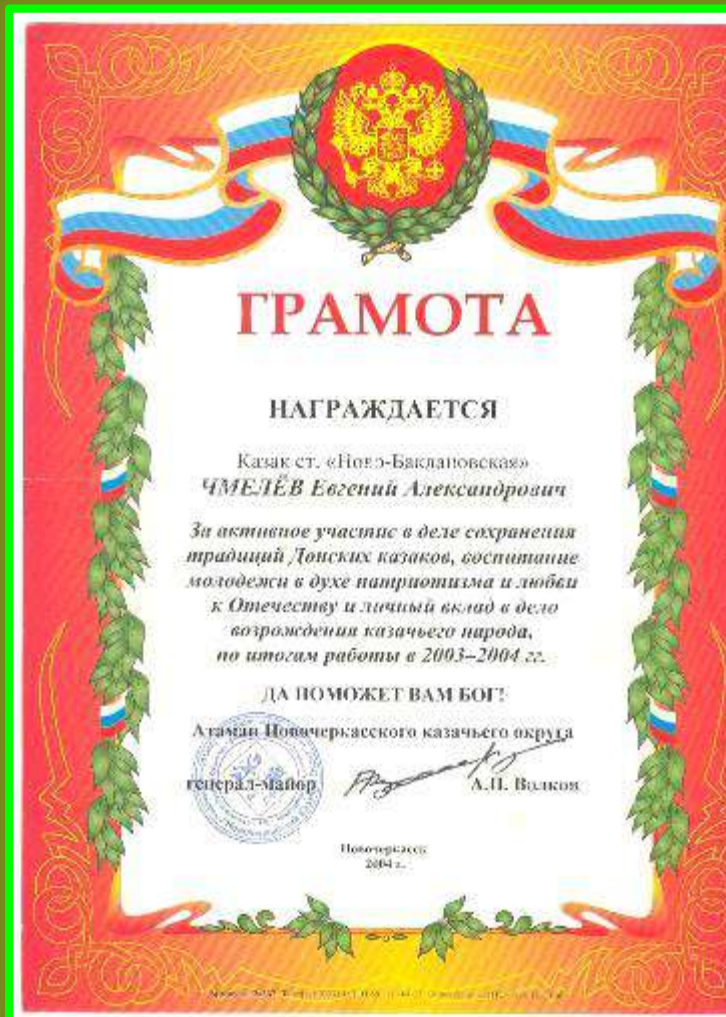 ГРАМОТА
НАГРАЖДАЕТСЯ
Казак ст. «Ново-Баклановская»
ЧМЕЛЁВ Евгений Александрович
За активное участие в деле сохранения
традиций Донских казаков, воспитание
молодежи в духе патриотизма и любви
к Отечеству и личный вклад в дело
возрождения казачьего народа,
по итогам работы в 2003–2004 гг.
ДА ПОМОЖЕТ ВАМ БОГ!
Атаман Новочеркасского казачьего округа
генерал-майор А.П. Волков
Новочеркасск
2004 г.